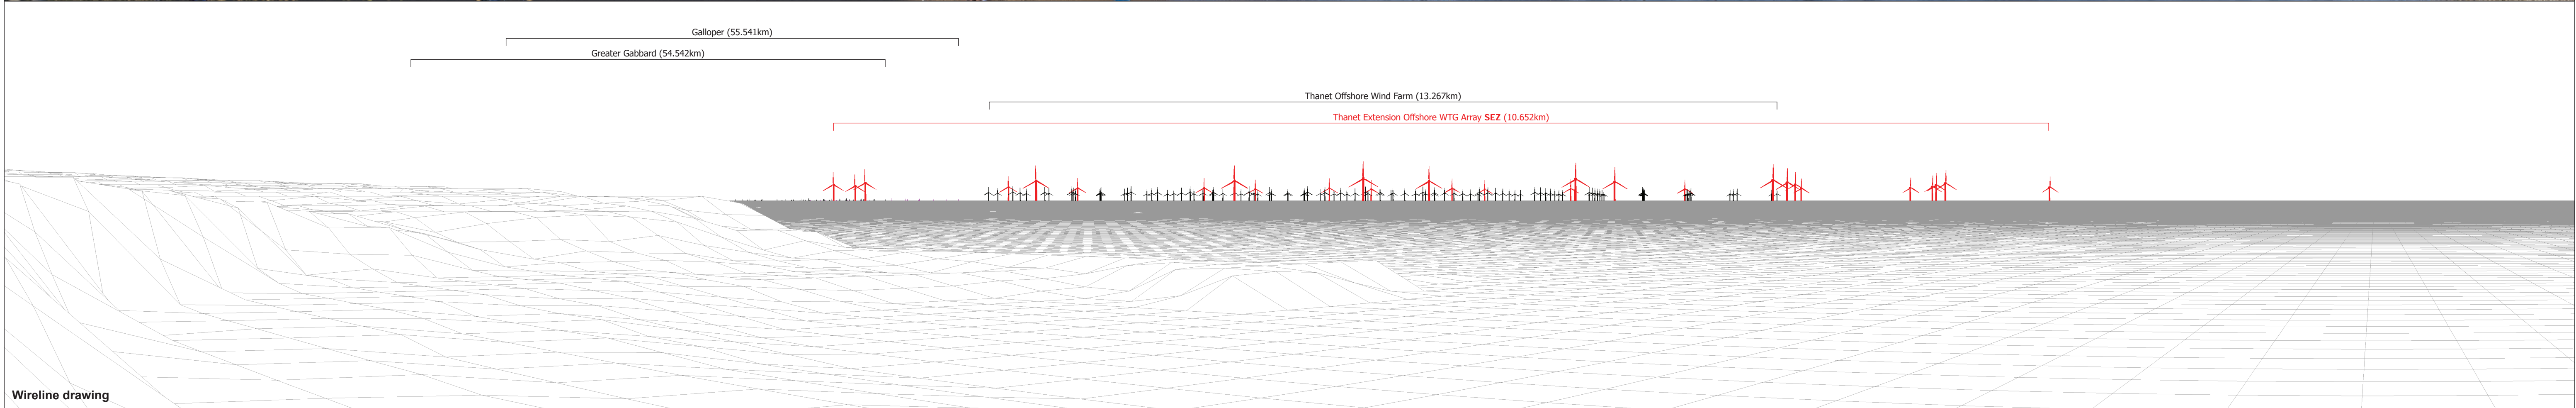 Galloper (55.541km)
Greater Gabbard (54.542km)
Thanet Offshore Wind Farm (13.267km)
Thanet Extension Offshore WTG Array SEZ (10.652km)
Wireline drawing